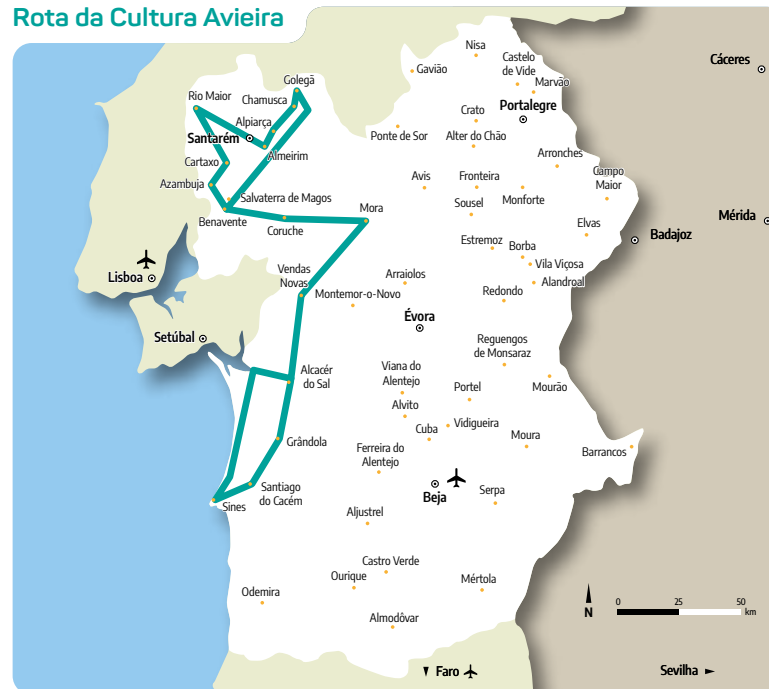 Rota da Cultura Avieira
Nisa
Gavião
Castelo
de Vide
Marvão
Cáceres
Golegã
Rio Maior
Chamusca
Crato
Portalegre
Alpiarça
Santarém
Ponte de Sor
Alter do Chão
Almeirim
Cartaxo
Arronches
Azambuja
Avis
Fronteira
Campo
Maior
Salvaterra de Magos
Monforte
Benavente
Coruche
Mora
Sousel
Elvas
Mérida
Badajoz
Estremoz
Borba
Vila Viçosa
Lisboa
Vendas
Novas
Arraiolos
Alandroal
Montemor-o-Novo
Redondo
Évora
Setúbal
Reguengos
de Monsaraz
Alcacér
do Sal
Viana do
Alentejo
Portel
Mourão
Alvito
Cuba
Vidigueira
Grândola
Moura
Ferreira do
Alentejo
Barrancos
Santiago
do Cacém
Beja
Serpa
Sines
Aljustrel
Castro Verde
Ourique
Mértola
Odemira
Almodôvar
N
0 25 50
km
Faro
Sevilha